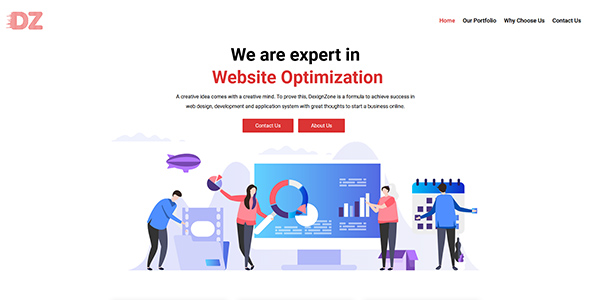 DZ
Home Our Portfolio Why Choose Us Contact Us
We are expert in
Website Optimization
A creative idea comes with a creative mind. To prove this, DexignZone is a formula to achieve success in
web design, development and application system with great thoughts to start a business online.
Contact Us About Us